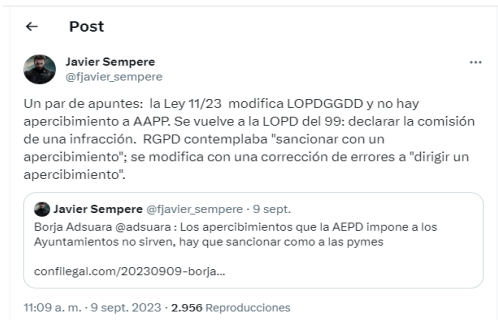 ← Post
Javier Sempere
@fjavier_sempere
Un par de apuntes:  la Ley 11/23  modifica LOPDGGDD y no hay
apercibimiento a AAPP. Se vuelve a la LOPD del 99: declarar la comisión
de una infracción.  RGPD contemplaba "sancionar con un
apercibimiento"; se modifica con una corrección de errores a "dirigir un
apercibimiento".
Javier Sempere @fjavier_sempere · 9 sept.
Borja Adsuara @adsuara : Los apercibimientos que la AEPD impone a los
Ayuntamientos no sirven, hay que sancionar como a las pymes
confilegal.com/20230909-borja...
11:09 a. m. · 9 sept. 2023 · 2.956 Reproducciones